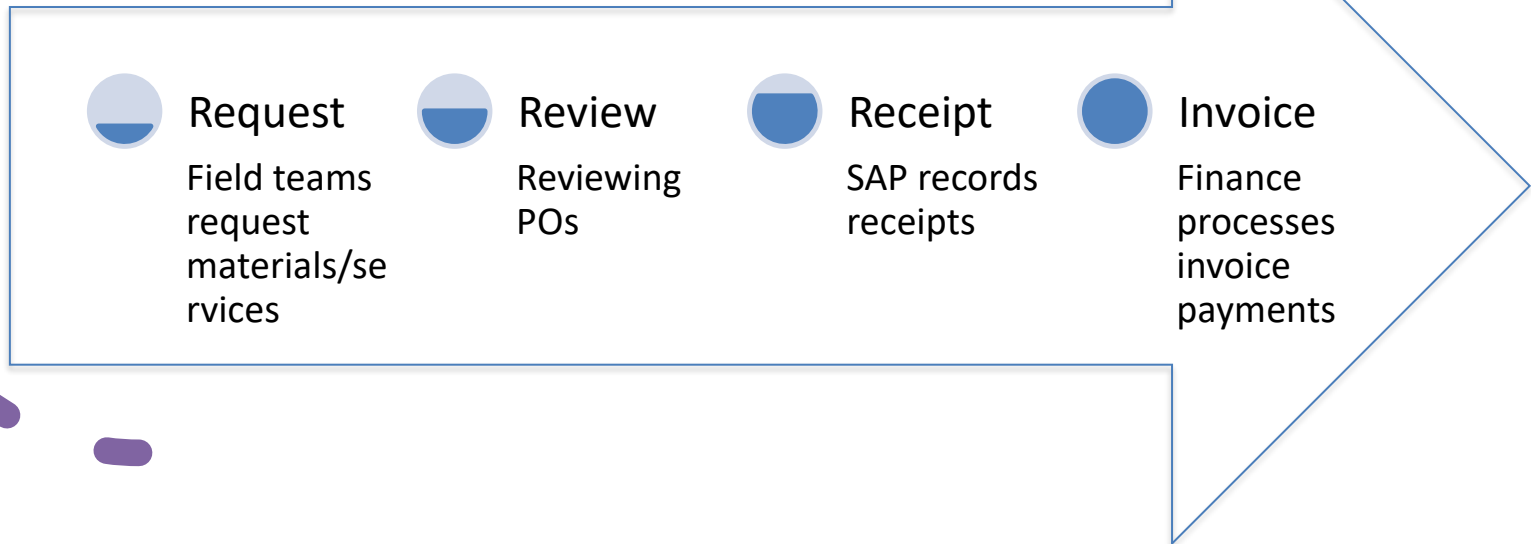 Request
Field teams
request
materials/se
rvices
Review
Reviewing
POs
Receipt
SAP records
receipts
Invoice
Finance
processes
invoice
payments